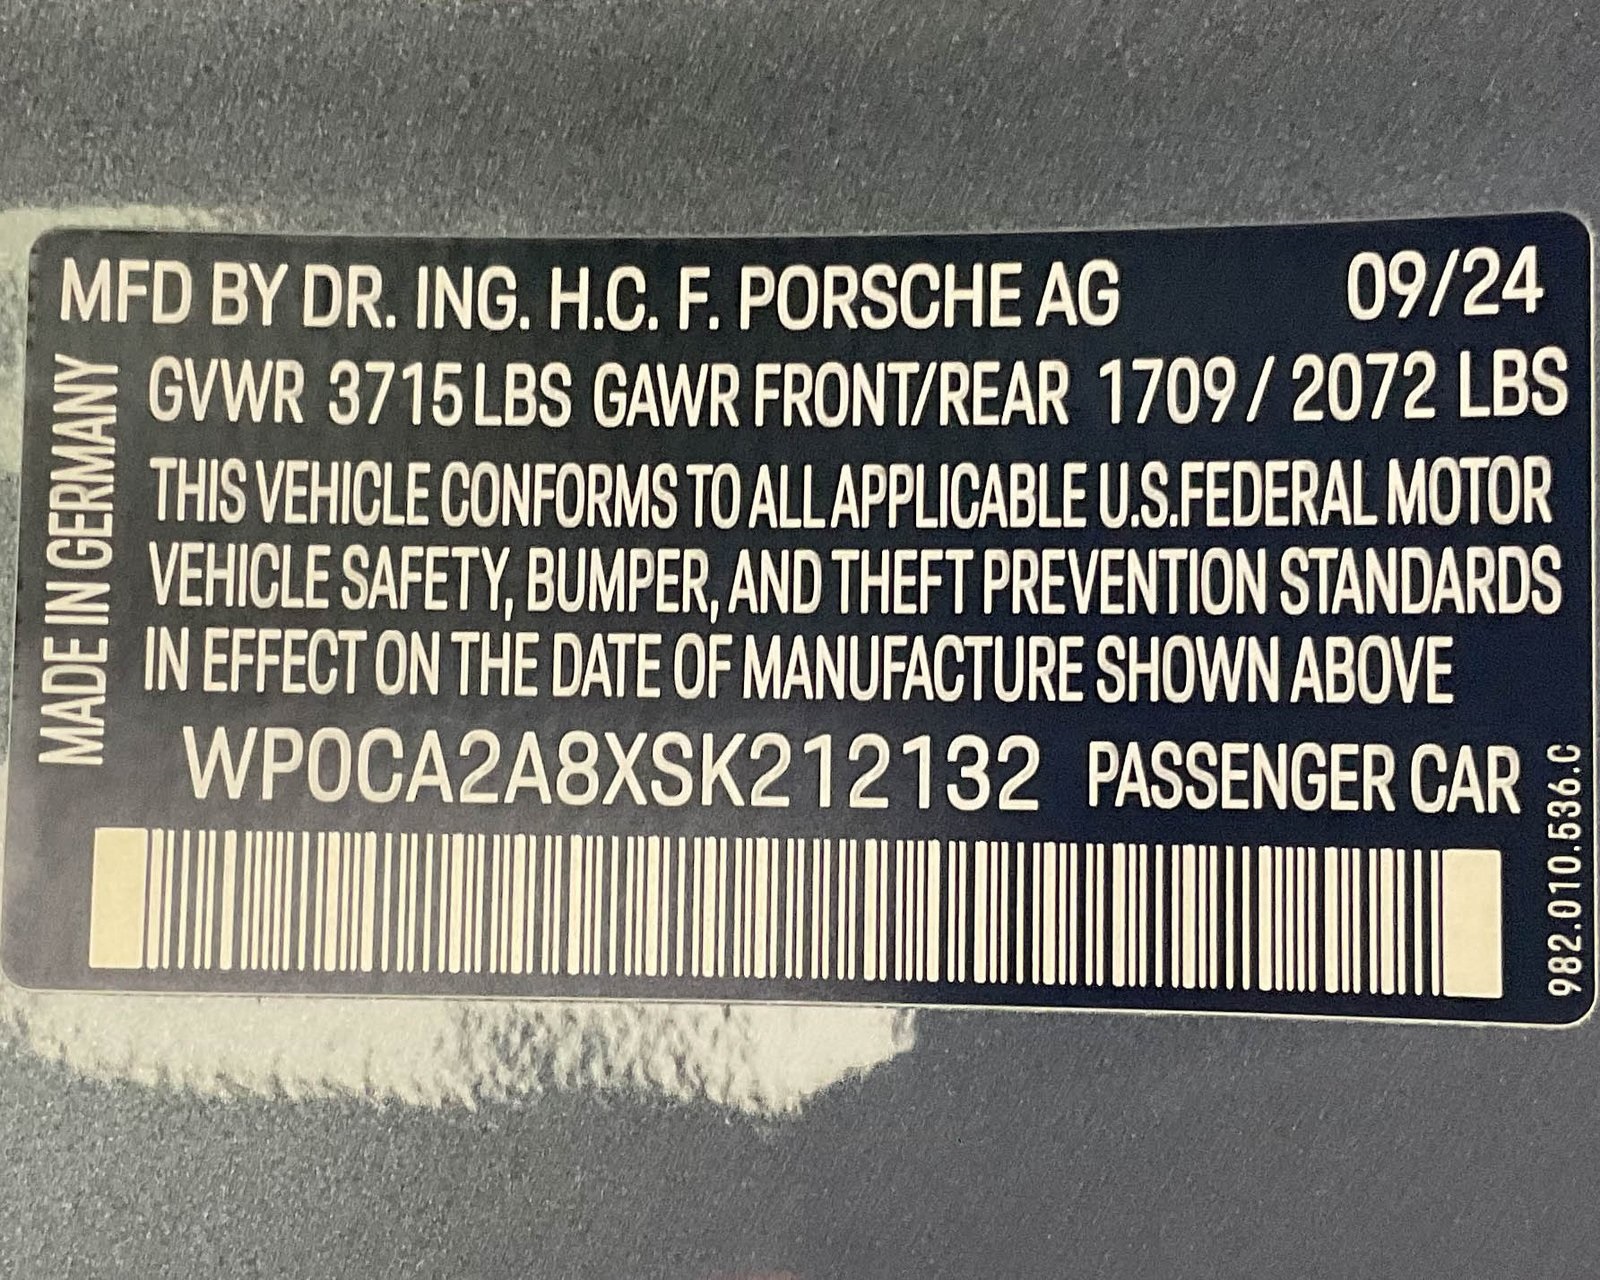 MFD BY DR. ING. H.C. F. PORSCHE AG 09/24
GVWR 3715 LBS GAWR FRONT/REAR 1709 / 2072 LBS
THIS VEHICLE CONFORMS TO ALL APPLICABLE U.S.FEDERAL MOTOR
VEHICLE SAFETY, BUMPER, AND THEFT PREVENTION STANDARDS
IN EFFECT ON THE DATE OF MANUFACTURE SHOWN ABOVE
WP0CA2A8XSK212132 PASSENGER CAR
MADE IN GERMANY
982.010.536.C